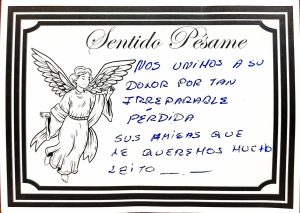 Sentido Pésame
NOS UNIMOS A SU
DOLOR POR TAN
IRREPARABLE
PÉRDIDA
SUS AMIGAS QUE
LE QUEREMOS MUCHO
LEITO